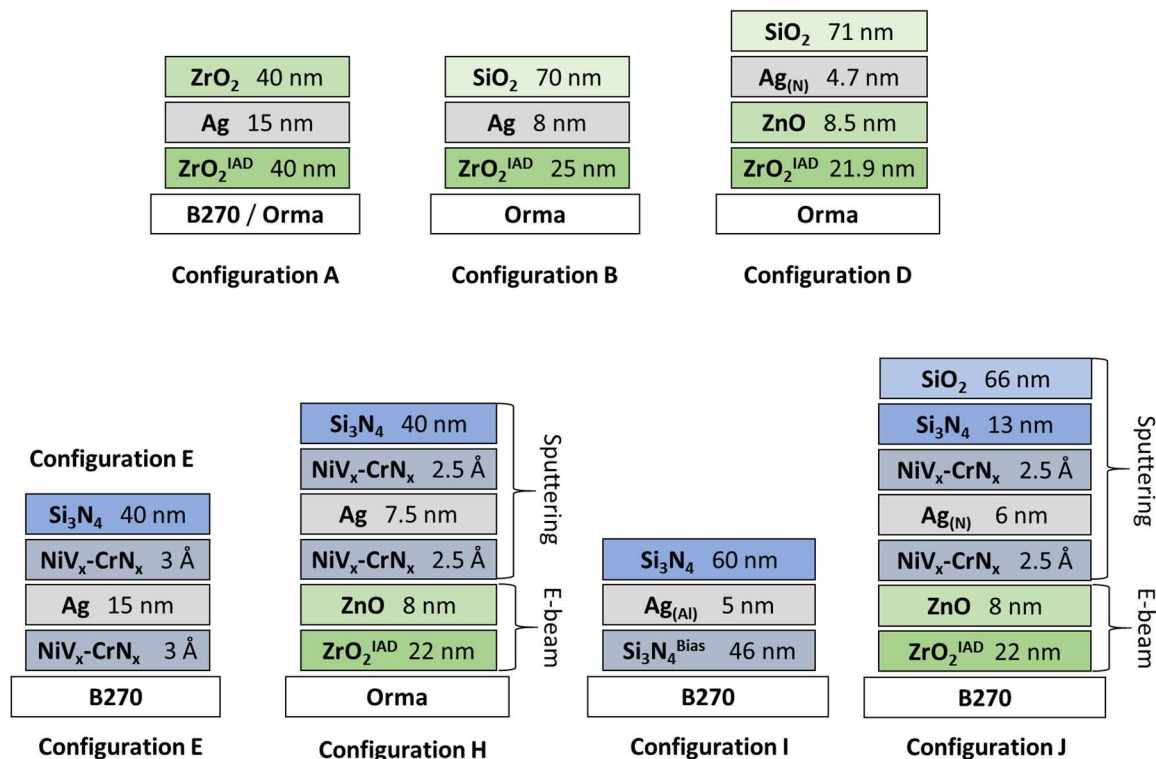 ZrO₂ 40 nm
Ag 15 nm
ZrO₂ᴵᴬᴰ 40 nm
B270 / Orma
Configuration A
SiO₂ 70 nm
Ag 8 nm
ZrO₂ᴵᴬᴰ 25 nm
Orma
Configuration B
SiO₂ 71 nm
Ag₍N₎ 4.7 nm
ZnO 8.5 nm
ZrO₂ᴵᴬᴰ 21.9 nm
Orma
Configuration D
Configuration E
Si₃N₄ 40 nm
NiVₓ-CrNₓ 3 Å
Ag 15 nm
NiVₓ-CrNₓ 3 Å
B270
Configuration E
Si₃N₄ 40 nm
NiVₓ-CrNₓ 2.5 Å
Ag 7.5 nm
NiVₓ-CrNₓ 2.5 Å
ZnO 8 nm
ZrO₂ᴵᴬᴰ 22 nm
Orma
Sputtering
E-beam
Configuration H
Si₃N₄ 60 nm
Ag₍Al₎ 5 nm
Si₃N₄ᴮⁱᵃˢ 46 nm
B270
Configuration I
SiO₂ 66 nm
Si₃N₄ 13 nm
NiVₓ-CrNₓ 2.5 Å
Ag₍N₎ 6 nm
NiVₓ-CrNₓ 2.5 Å
ZnO 8 nm
ZrO₂ᴵᴬᴰ 22 nm
B270
Sputtering
E-beam
Configuration J